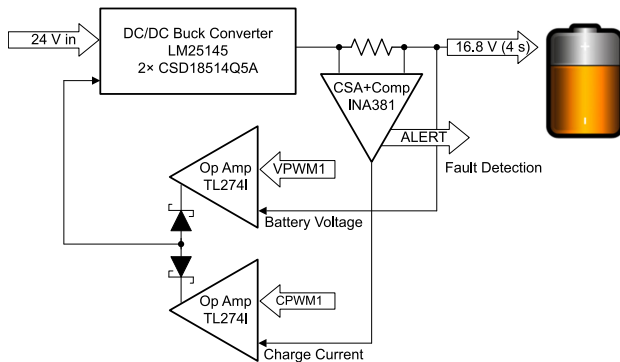 24 V in
DC/DC Buck Converter
LM25145
2× CSD18514Q5A
16.8 V (4 s)
CSA+Comp
INA381
ALERT
Fault Detection
Op Amp
TL274I
VPWM1
Battery Voltage
Op Amp
TL274I
CPWM1
Charge Current